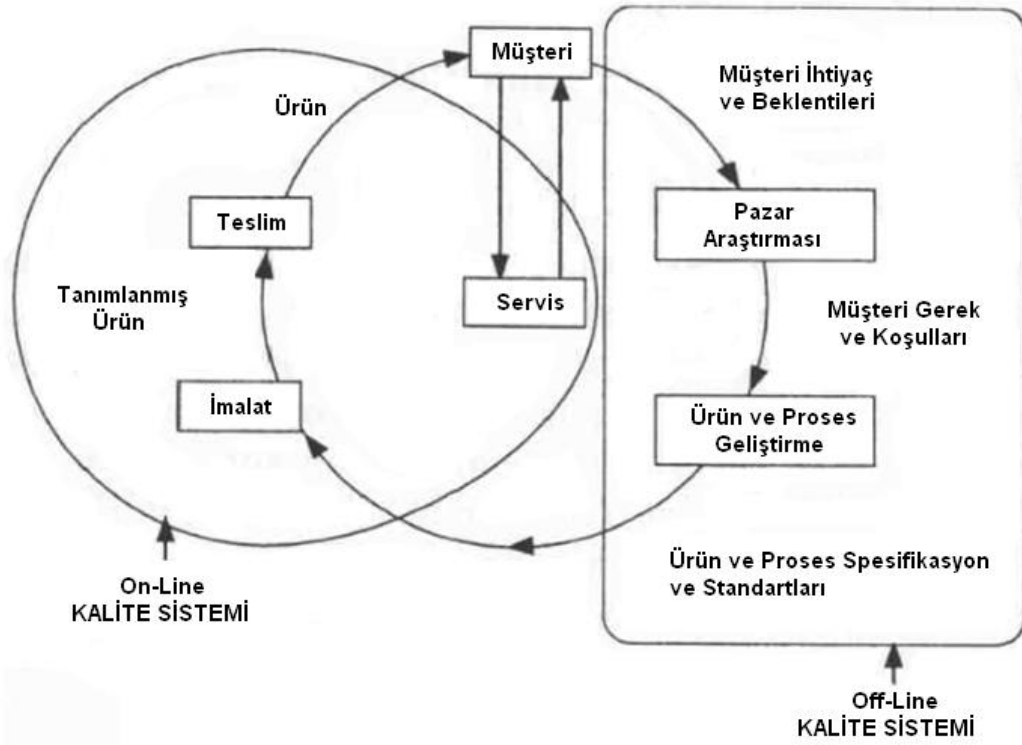 Müşteri
Müşteri İhtiyaç
ve Beklentileri
Ürün
Teslim
Pazar
Araştırması
Tanımlanmış
Ürün
Servis
Müşteri Gerek
ve Koşulları
İmalat
Ürün ve Proses
Geliştirme
Ürün ve Proses Spesifikasyon
ve Standartları
On-Line
KALİTE SİSTEMİ
Off-Line
KALİTE SİSTEMİ